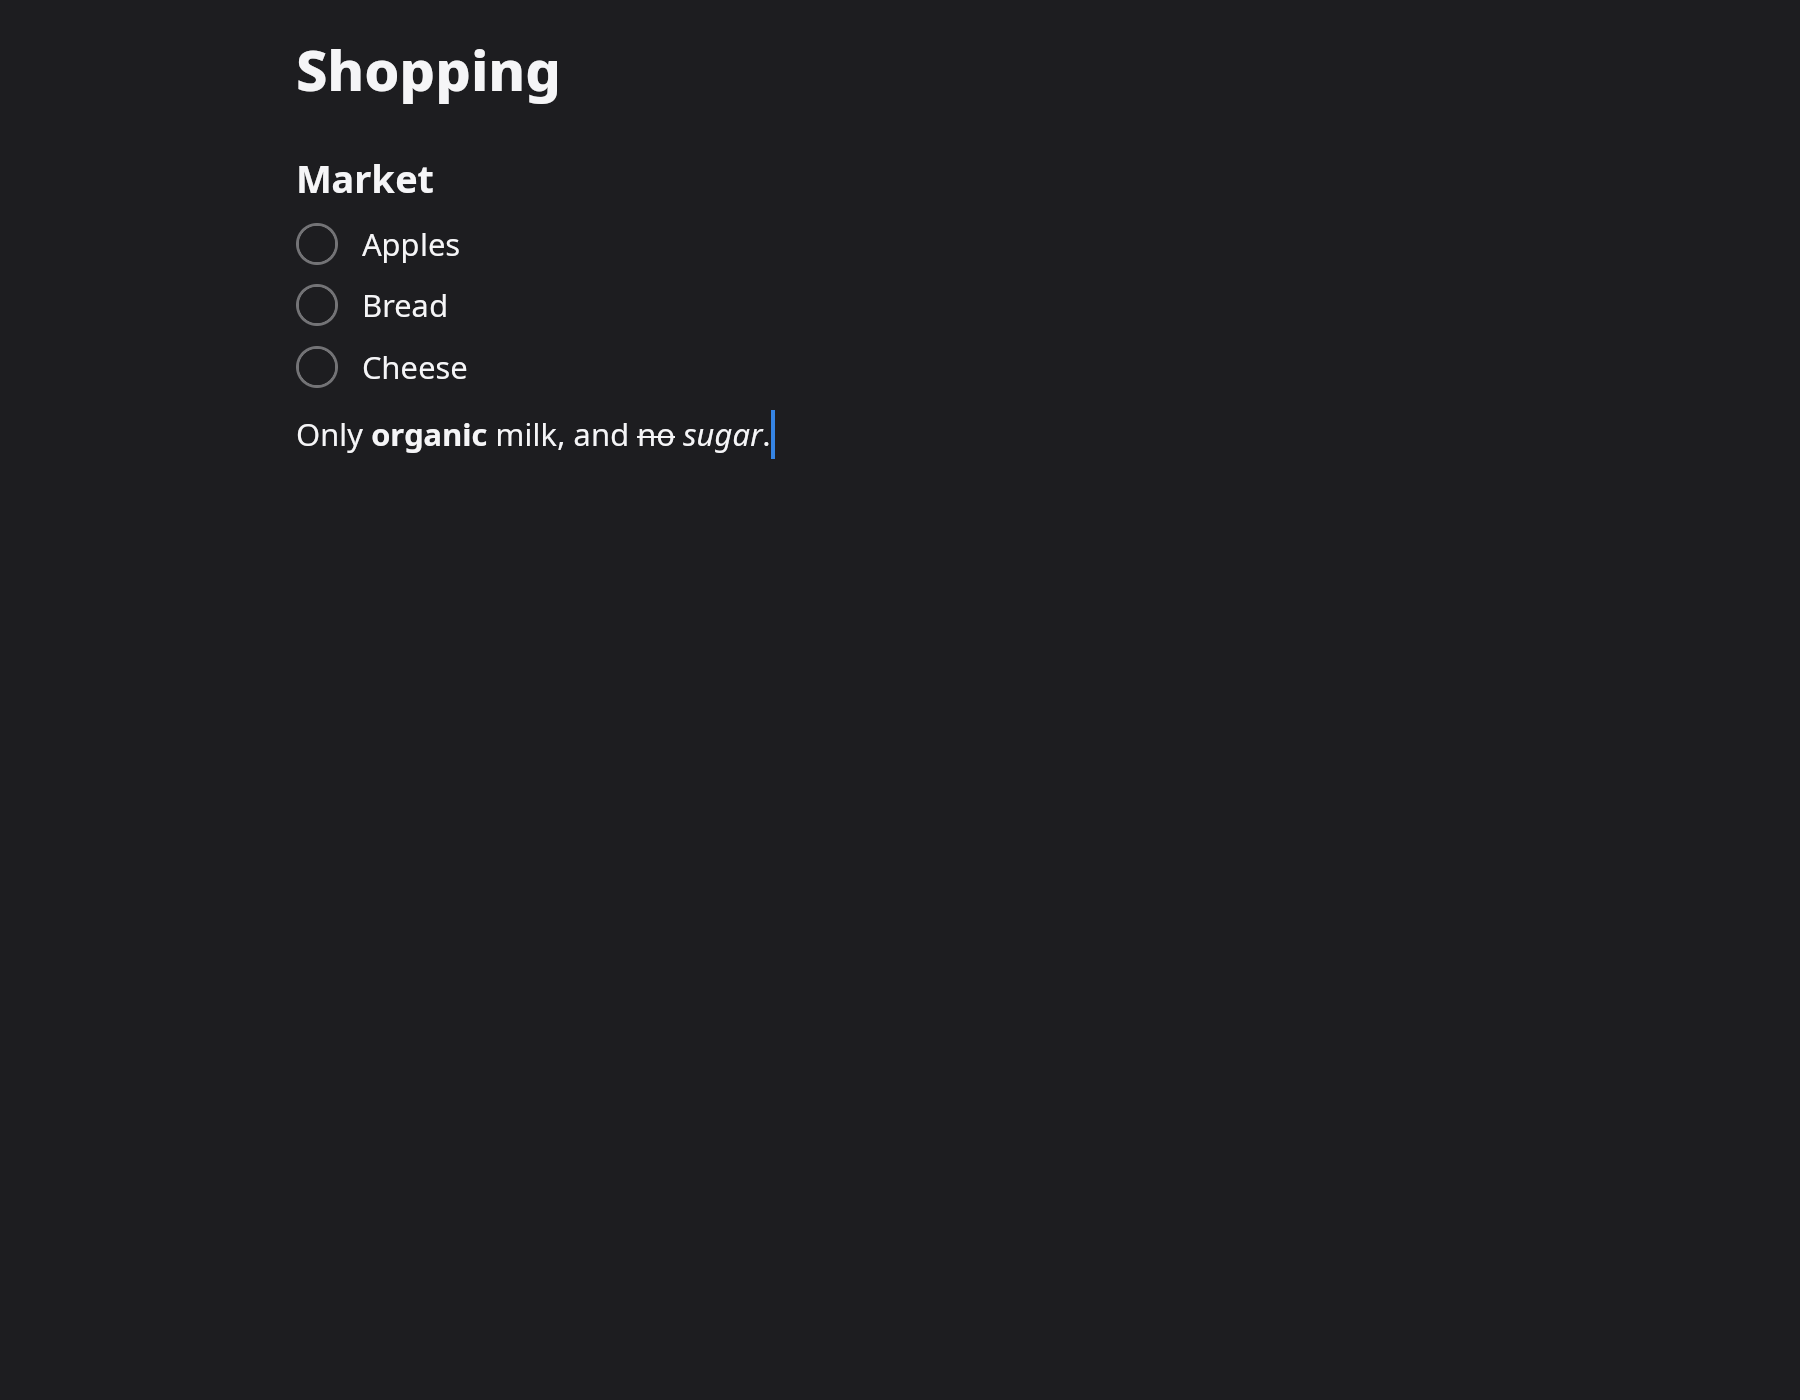 Shopping
Market
Apples
Bread
Cheese
Only organic milk, and no sugar.